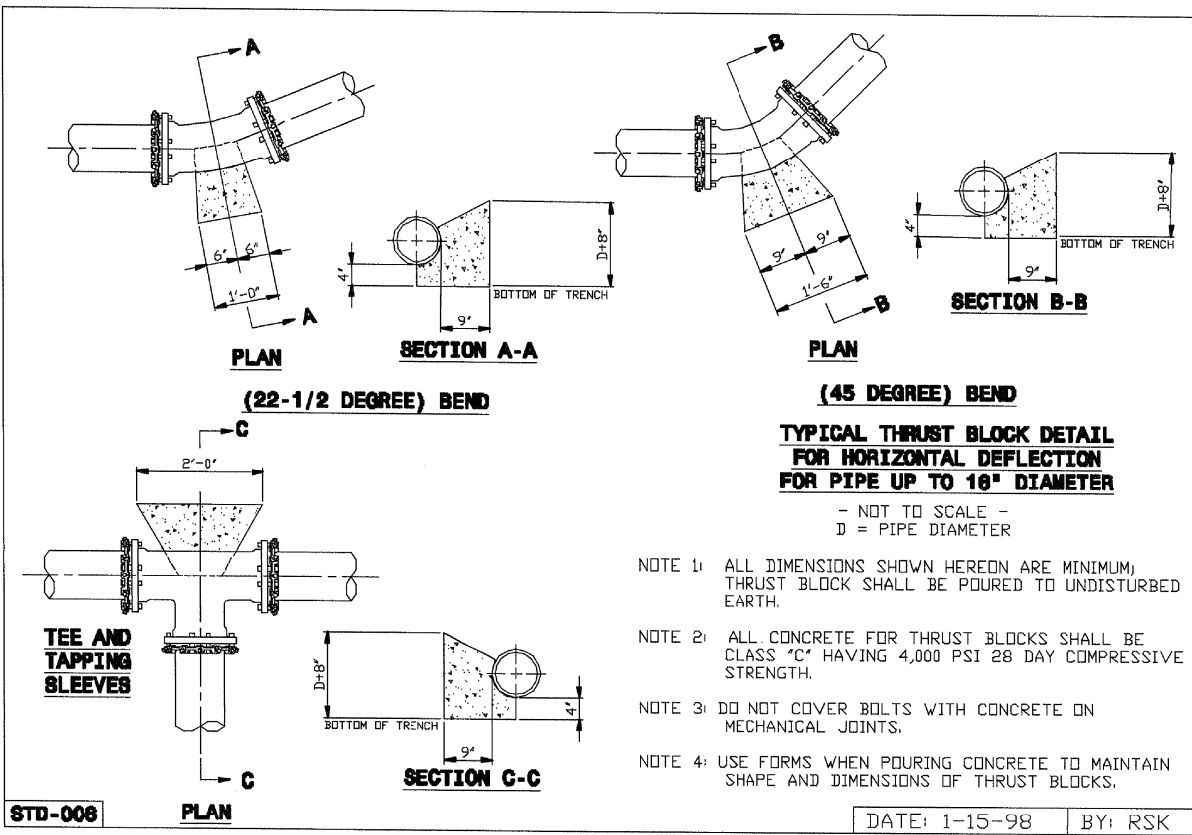 A
B
6" 6"
1'-0"
A
4"
D+8"
BOTTOM OF TRENCH
9"
PLAN
SECTION A-A
(22-1/2 DEGREE) BEND
9" 9"
1'-6"
B
4"
D+8"
BOTTOM OF TRENCH
9"
SECTION B-B
PLAN
(45 DEGREE) BEND
TYPICAL THRUST BLOCK DETAIL
FOR HORIZONTAL DEFLECTION
FOR PIPE UP TO 16" DIAMETER
- NOT TO SCALE -
D = PIPE DIAMETER
C
2'-0"
TEE AND
TAPPING
SLEEVES
C
PLAN
D+8"
BOTTOM OF TRENCH
4"
9"
SECTION C-C
NOTE 1: ALL DIMENSIONS SHOWN HEREON ARE MINIMUM;
THRUST BLOCK SHALL BE POURED TO UNDISTURBED
EARTH.
NOTE 2: ALL CONCRETE FOR THRUST BLOCKS SHALL BE
CLASS "C" HAVING 4,000 PSI 28 DAY COMPRESSIVE
STRENGTH.
NOTE 3: DO NOT COVER BOLTS WITH CONCRETE ON
MECHANICAL JOINTS.
NOTE 4: USE FORMS WHEN POURING CONCRETE TO MAINTAIN
SHAPE AND DIMENSIONS OF THRUST BLOCKS.
STD-006
DATE: 1-15-98 BY: RSK